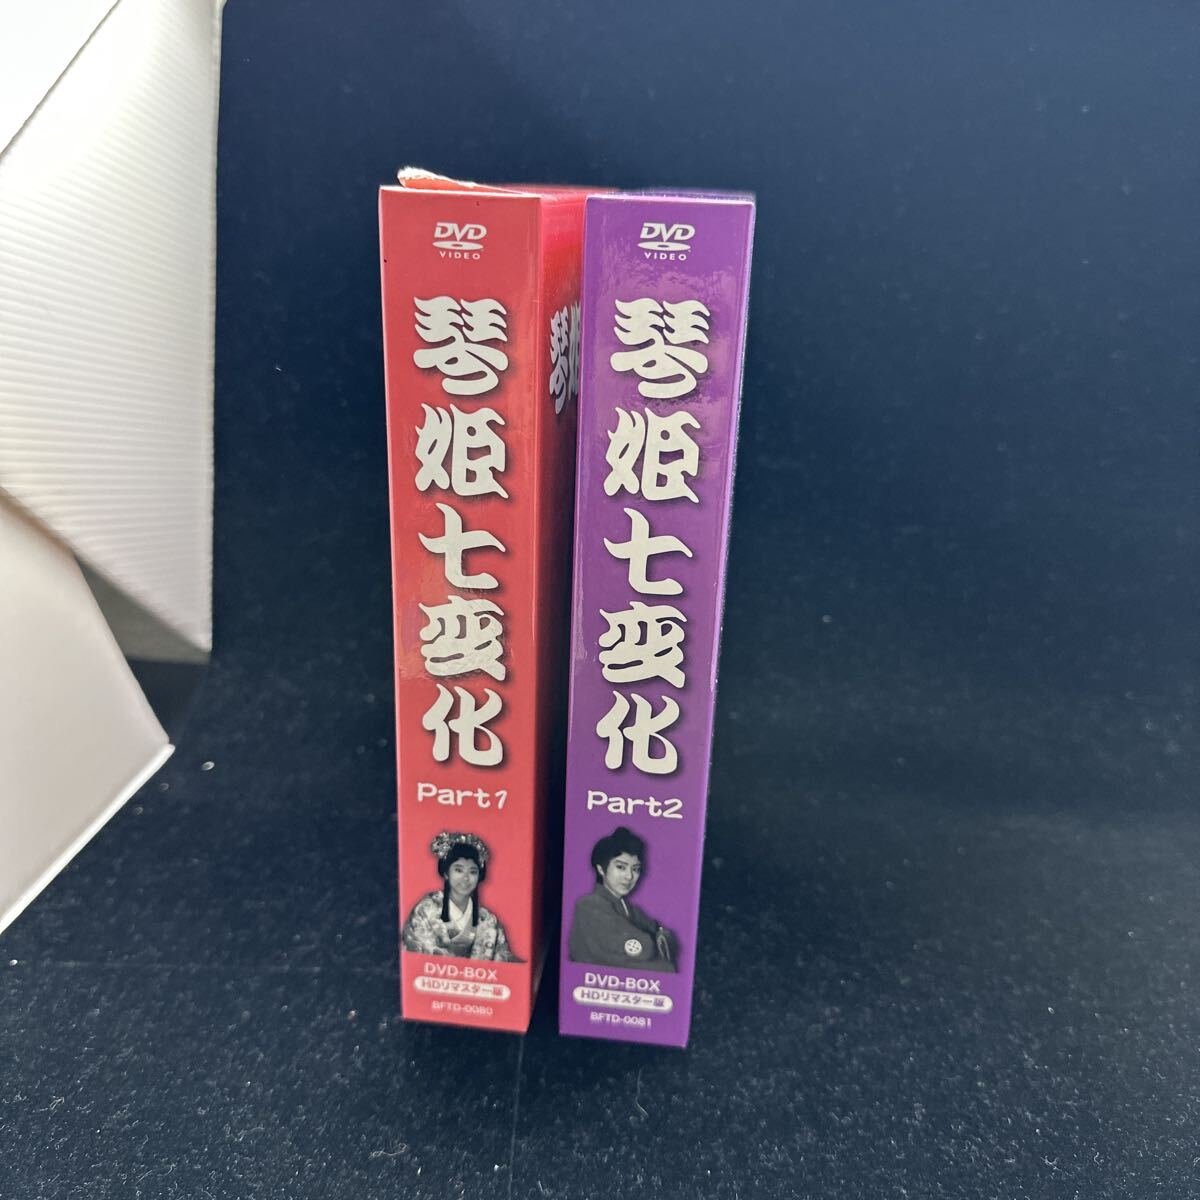 DVD
VIDEO
琴姫七変化
Part1
DVD-BOX
HDリマスター版
BFTD-0080
琴姫
DVD
VIDEO
琴姫七変化
Part2
DVD-BOX
HDリマスター版
BFTD-0081